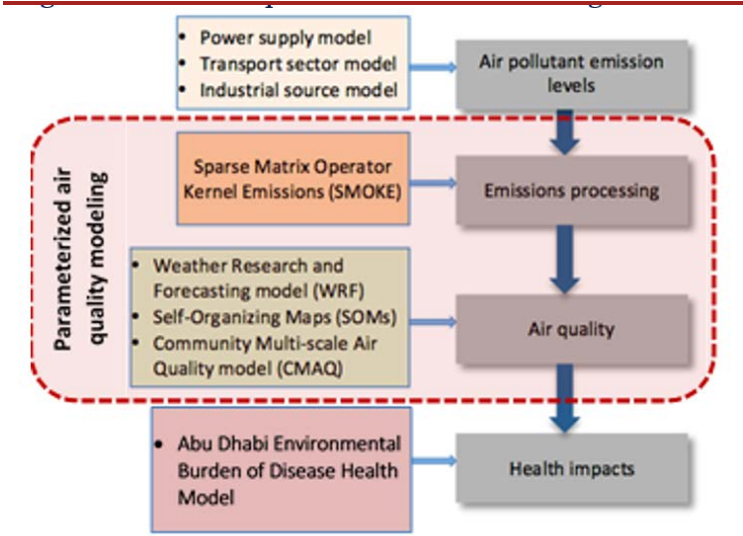 • Power supply model
• Transport sector model
• Industrial source model
Air pollutant emission
levels
Parameterized air
quality modeling
Sparse Matrix Operator
Kernel Emissions (SMOKE)
Emissions processing
• Weather Research and
Forecasting model (WRF)
• Self-Organizing Maps (SOMs)
• Community Multi-scale Air
Quality model (CMAQ)
Air quality
• Abu Dhabi Environmental
Burden of Disease Health
Model
Health impacts